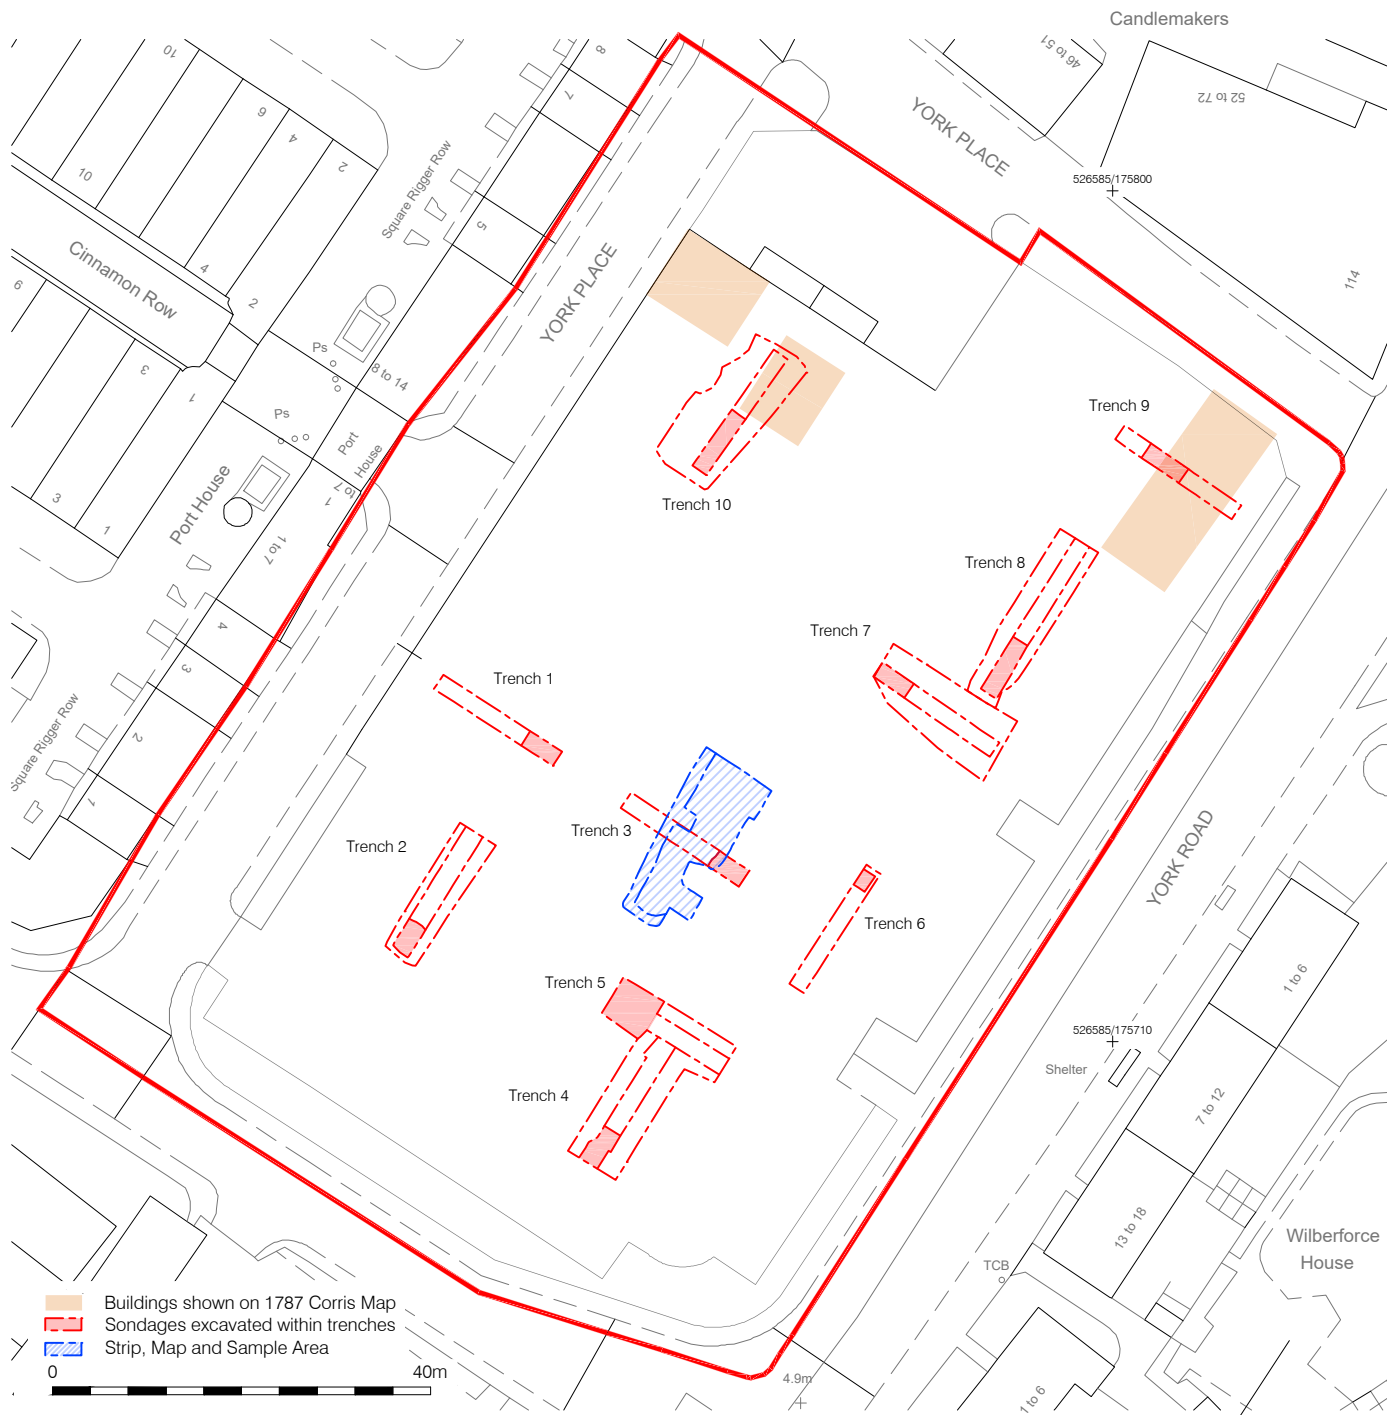 Candlemakers
46 to 51
52 to 72
YORK PLACE
526585/175800
114
10
8
7
6
4
2
10
Square Rigger Row
5
Cinnamon Row
4
2
YORK PLACE
9
3
1
Ps
8 to 14
Ps
Port
House
1 to 7
3
1
Port House
1 to 7
4
3
Square Rigger Row
2
1
Trench 9
Trench 10
Trench 8
Trench 7
Trench 1
Trench 3
Trench 2
YORK ROAD
Trench 6
Trench 5
1 to 6
526585/175710
Shelter
Trench 4
7 to 12
13 to 18
Wilberforce
House
TCB
Buildings shown on 1787 Corris Map
Sondages excavated within trenches
Strip, Map and Sample Area
0
40m
4.9m
1 to 6